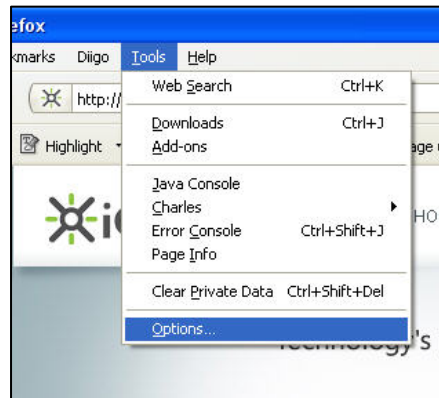 efox
kmarks Diigo Tools Help
Web Search Ctrl+K
http://
Downloads Ctrl+J
Highlight
Add-ons
age
Java Console
Charles
HO
Error Console Ctrl+Shift+J
Page Info
Clear Private Data Ctrl+Shift+Del
Options...
Technology's